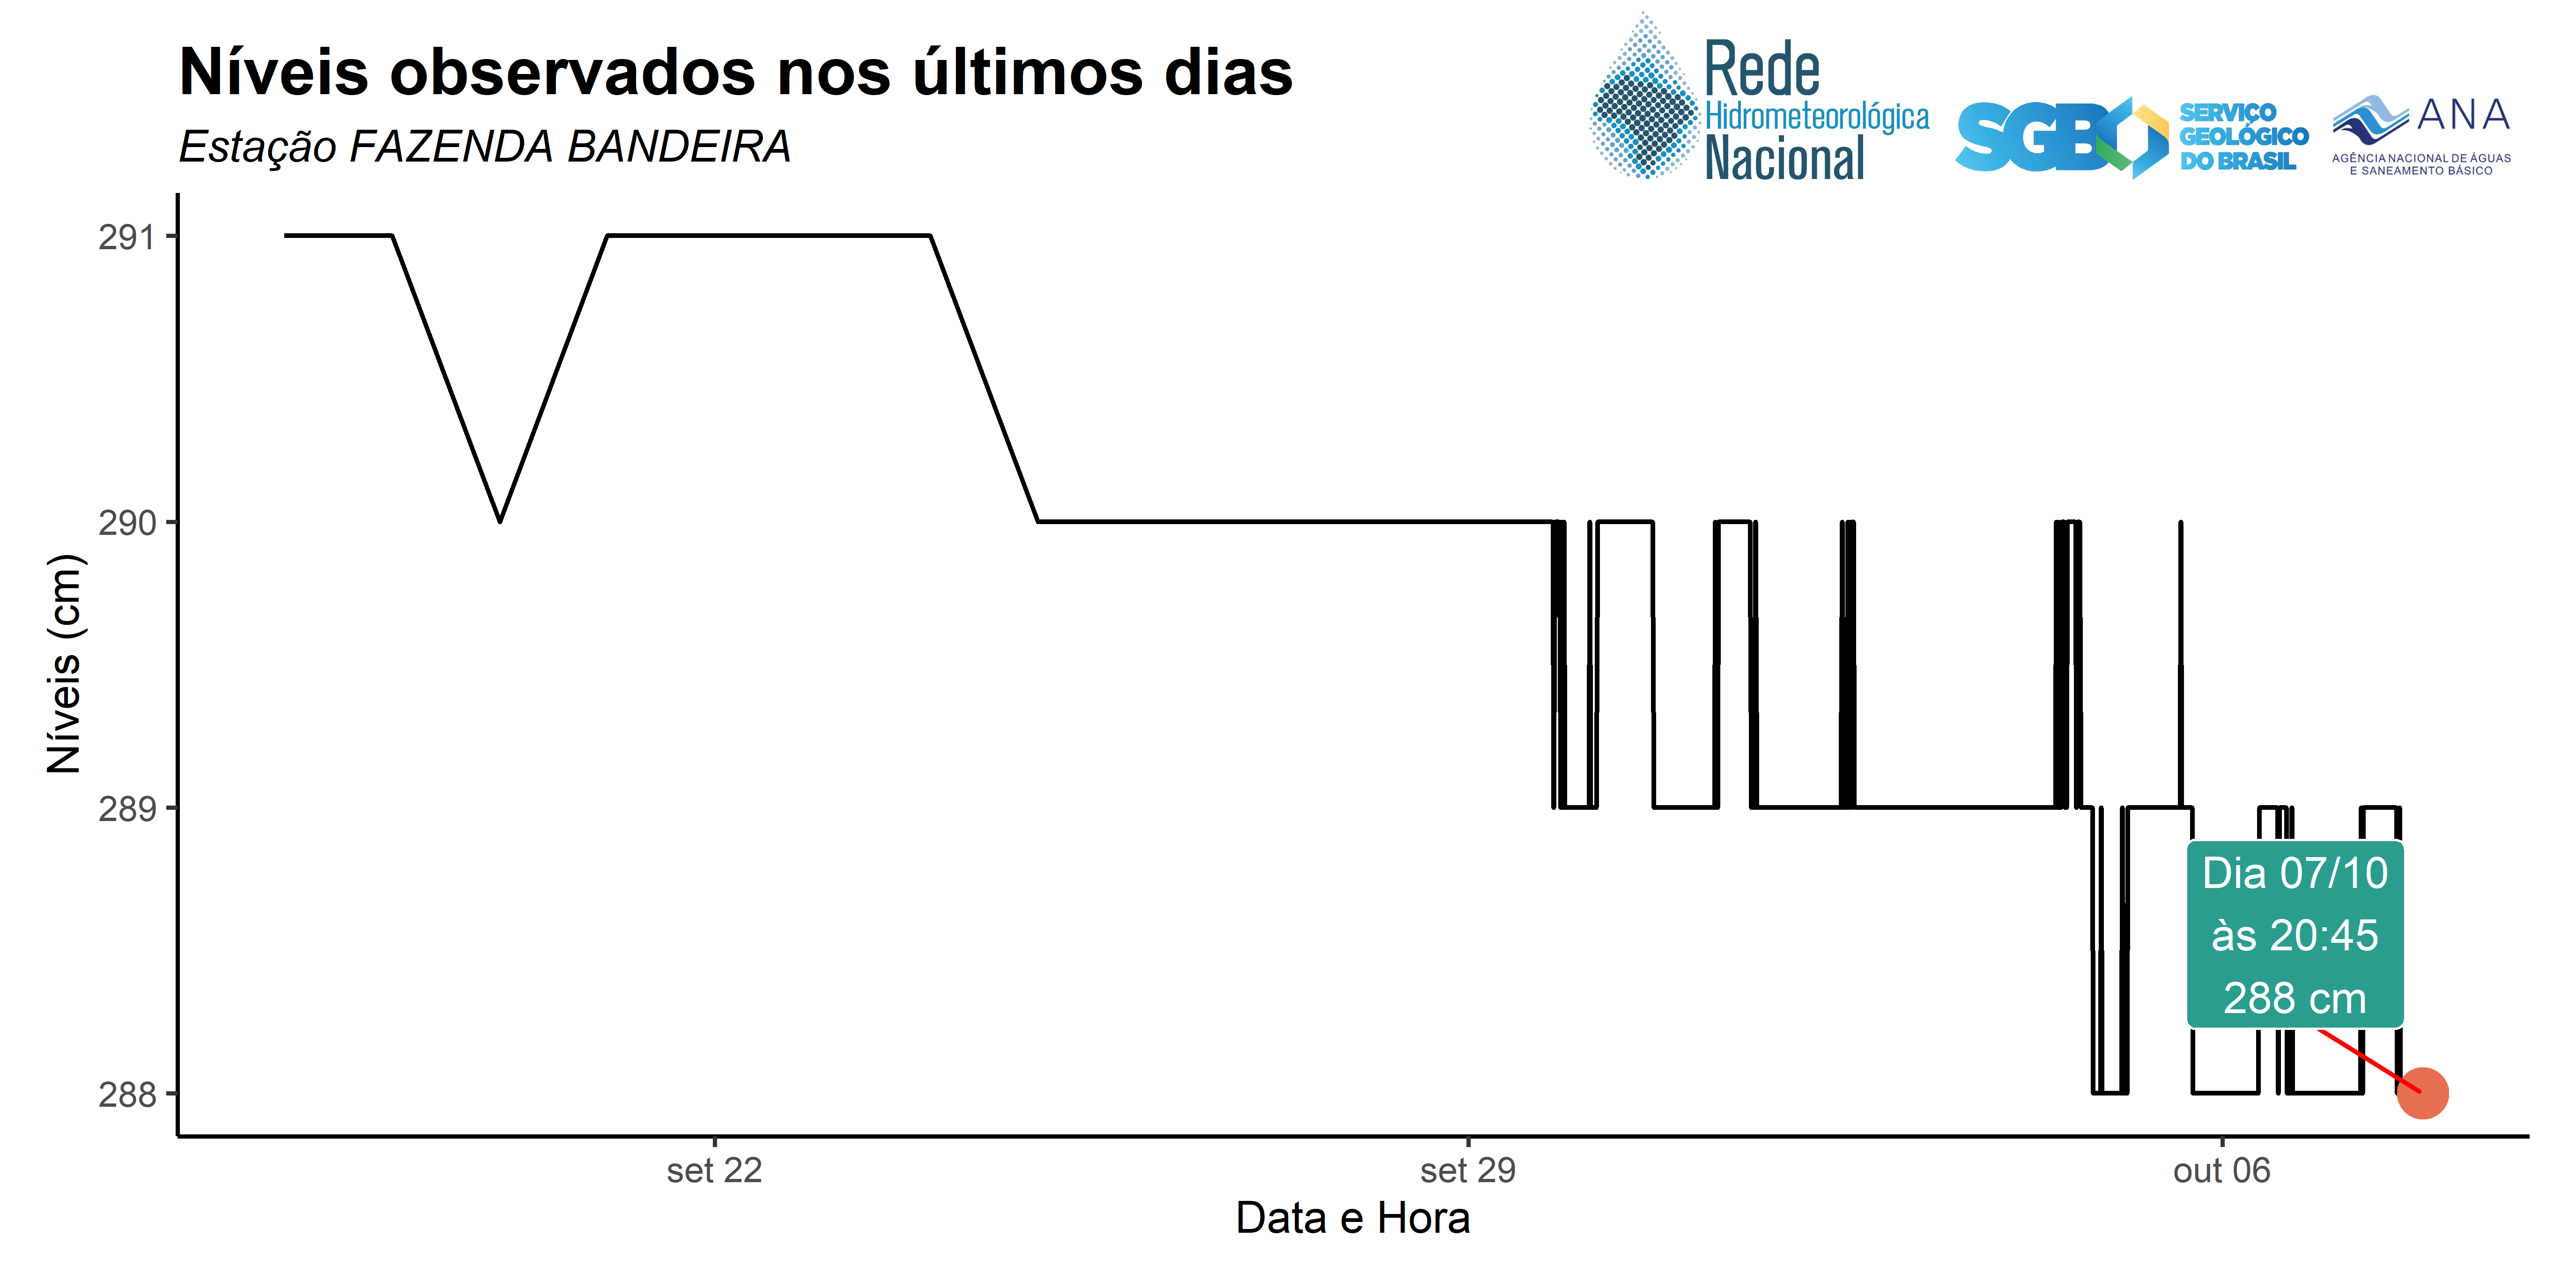 Níveis observados nos últimos dias
Estação FAZENDA BANDEIRA
Rede
Hidrometeorológica
Nacional
SGB
SERVIÇO
GEOLÓGICO
DO BRASIL
ANA
AGÊNCIA NACIONAL DE ÁGUAS
E SANEAMENTO BÁSICO
291
290
289
288
Níveis (cm)
Dia 07/10
às 20:45
288 cm
set 22
set 29
out 06
Data e Hora